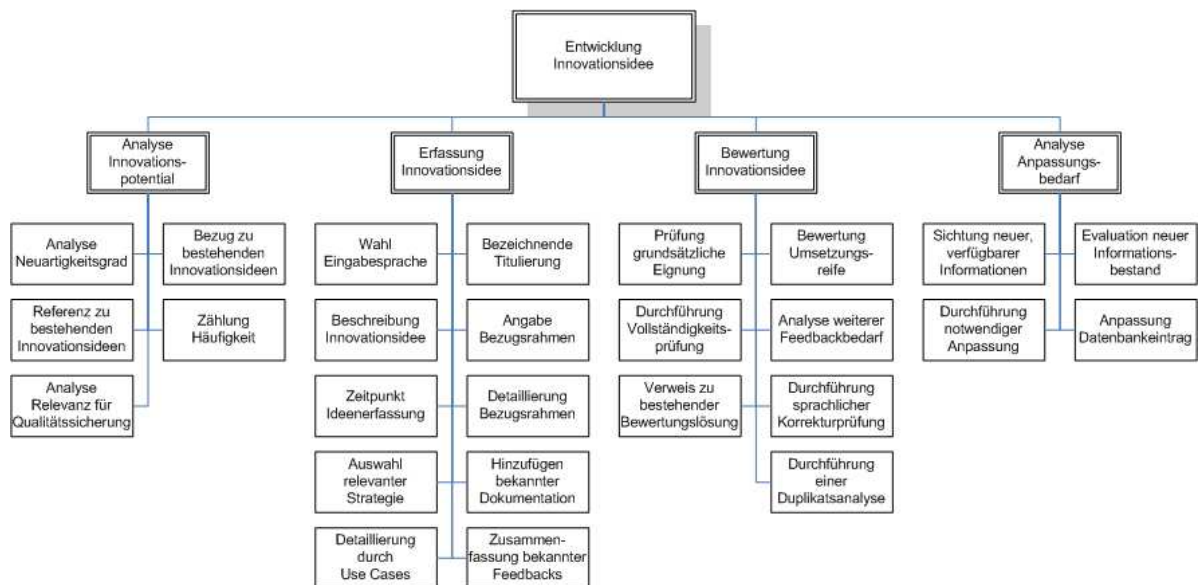 Entwicklung
Innovationsidee
Analyse
Innovations-
potential
Erfassung
Innovationsidee
Bewertung
Innovationsidee
Analyse
Anpassungs-
bedarf
Analyse
Neuartigkeitsgrad
Bezug zu
bestehenden
Innovationsideen
Referenz zu
bestehenden
Innovationsideen
Zählung
Häufigkeit
Analyse
Relevanz für
Qualitätssicherung
Wahl
Eingabesprache
Bezeichnende
Titulierung
Beschreibung
Innovationsidee
Angabe
Bezugsrahmen
Zeitpunkt
Ideenerfassung
Detaillierung
Bezugsrahmen
Auswahl
relevanter
Strategie
Hinzufügen
bekannter
Dokumentation
Detaillierung
durch
Use Cases
Zusammen-
fassung bekannter
Feedbacks
Prüfung
grundsätzliche
Eignung
Bewertung
Umsetzungs-
reife
Durchführung
Vollständigkeits-
prüfung
Analyse weiterer
Feedbackbedarf
Verweis zu
bestehender
Bewertungslösung
Durchführung
sprachlicher
Korrekturprüfung
Durchführung
einer
Duplikatsanalyse
Sichtung neuer,
verfügbarer
Informationen
Evaluation neuer
Informations-
bestand
Durchführung
notwendiger
Anpassung
Anpassung
Datenbankeintrag